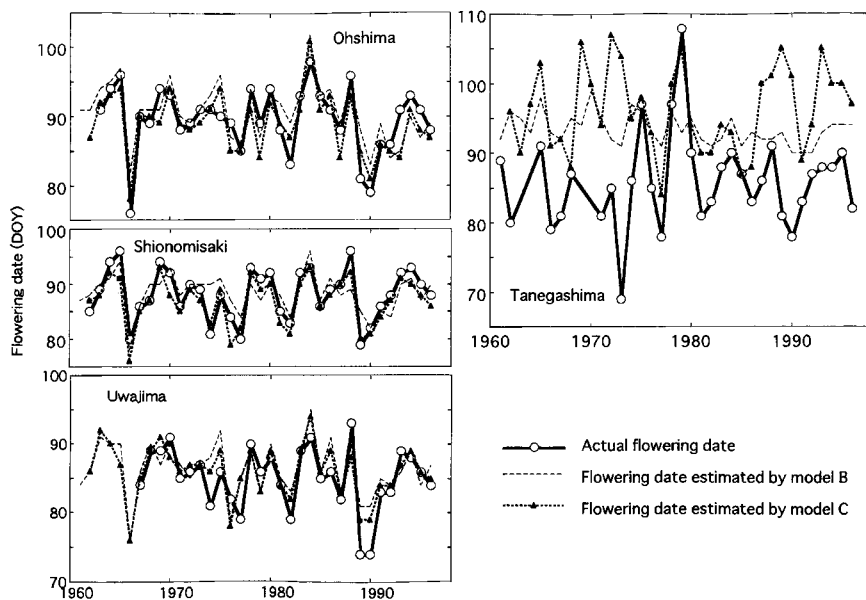 Ohshima
100
90
80
Shionomisaki
100
90
80
Flowering date (DOY)
Uwajima
100
90
80
70
1960 1970 1980 1990
110
100
90
80
70
Tanegashima
1960 1970 1980 1990
Actual flowering date
Flowering date estimated by model B
Flowering date estimated by model C